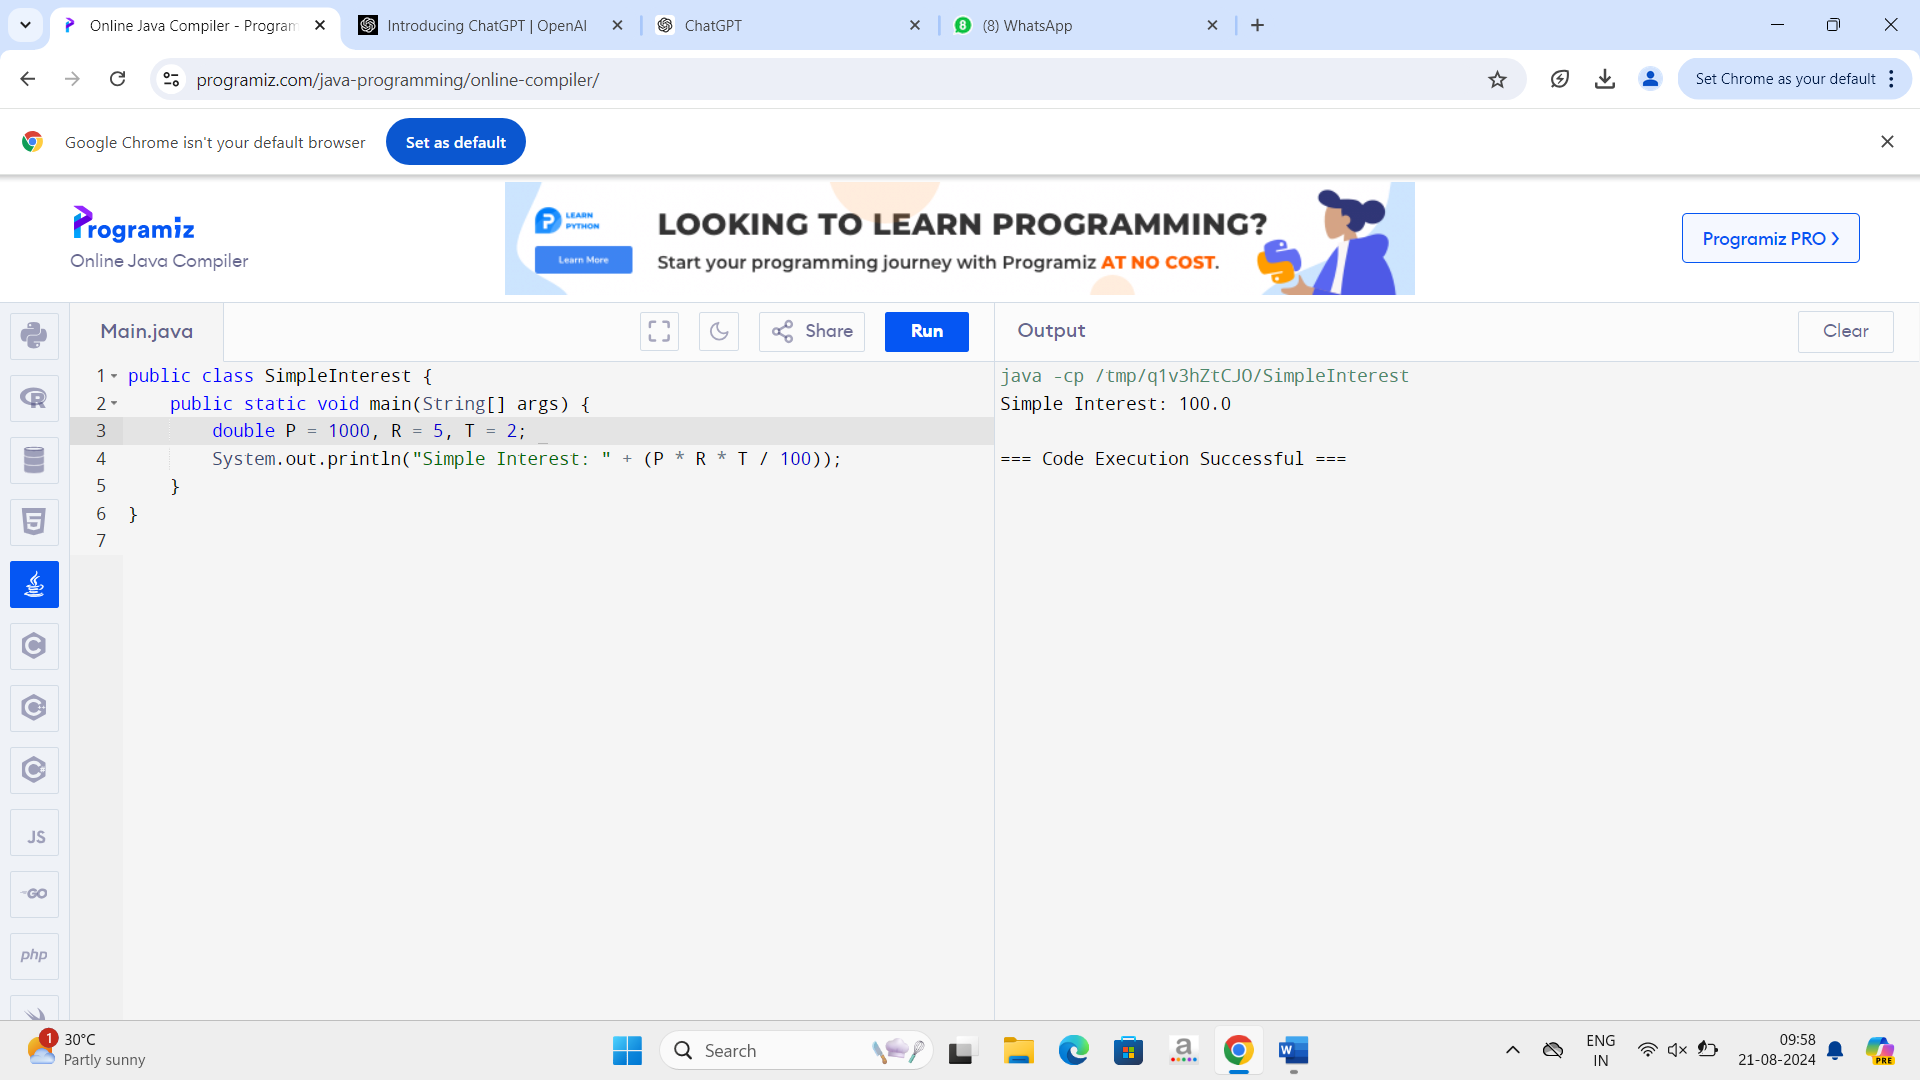 Online Java Compiler - Program
Introducing ChatGPT | OpenAI
ChatGPT
8
(8) WhatsApp
programiz.com/java-programming/online-compiler/
Set Chrome as your default
Google Chrome isn't your default browser
Set as default
Programiz
Online Java Compiler
LEARN
PYTHON
Learn More
LOOKING TO LEARN PROGRAMMING?
Start your programming journey with Programiz AT NO COST.
Programiz PRO
Main.java
Share
Run
Output
Clear
1 public class SimpleInterest {
2     public static void main(String[] args) {
3         double P = 1000, R = 5, T = 2;
4         System.out.println("Simple Interest: " + (P * R * T / 100));
5     }
6 }
7
java -cp /tmp/q1v3hZtCJO/SimpleInterest
Simple Interest: 100.0
=== Code Execution Successful ===
R
5
C
C
C
JS
GO
php
1
30°C
Partly sunny
Search
a
W
ENG
IN
09:58
21-08-2024
PRE